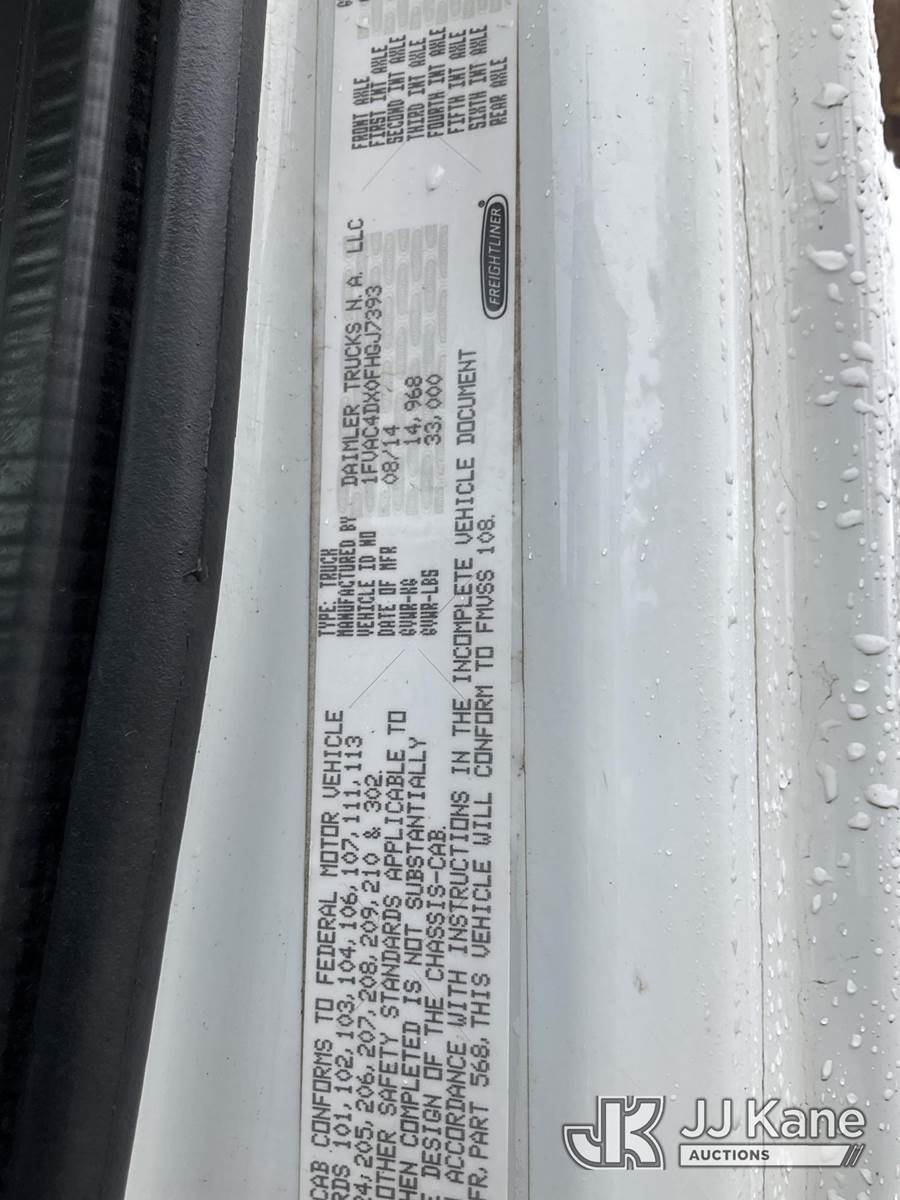 CAB CONFORMS TO FEDERAL MOTOR VEHICLE
101, 102, 103, 104, 106, 107, 111, 113
205, 206, 207, 208, 209, 210 & 302.
OTHER SAFETY STANDARDS APPLICABLE TO
COMPLETED IS NOT SUBSTANTIALLY
DESIGN OF THE CHASSIS-CAB.
ACCORDANCE WITH INSTRUCTIONS IN THE INCOMPLETE VEHICLE DOCUMENT
PART 568, THIS VEHICLE WILL CONFORM TO FMVSS 108.
TYPE: TRUCK
MANUFACTURED BY DAIMLER TRUCKS N.A. LLC
VEHICLE ID NO 1FVAC4DX0FHGJ7393
DATE OF MFR 08/14
GVWR-KG 14,968
GVWR-LBS 33,000
FREIGHTLINER®
FRONT AXLE
FIRST INT AXLE
SECOND INT AXLE
THIRD INT AXLE
FOURTH INT AXLE
FIFTH INT AXLE
SIXTH INT AXLE
REAR AXLE
JK JJ Kane
AUCTIONS